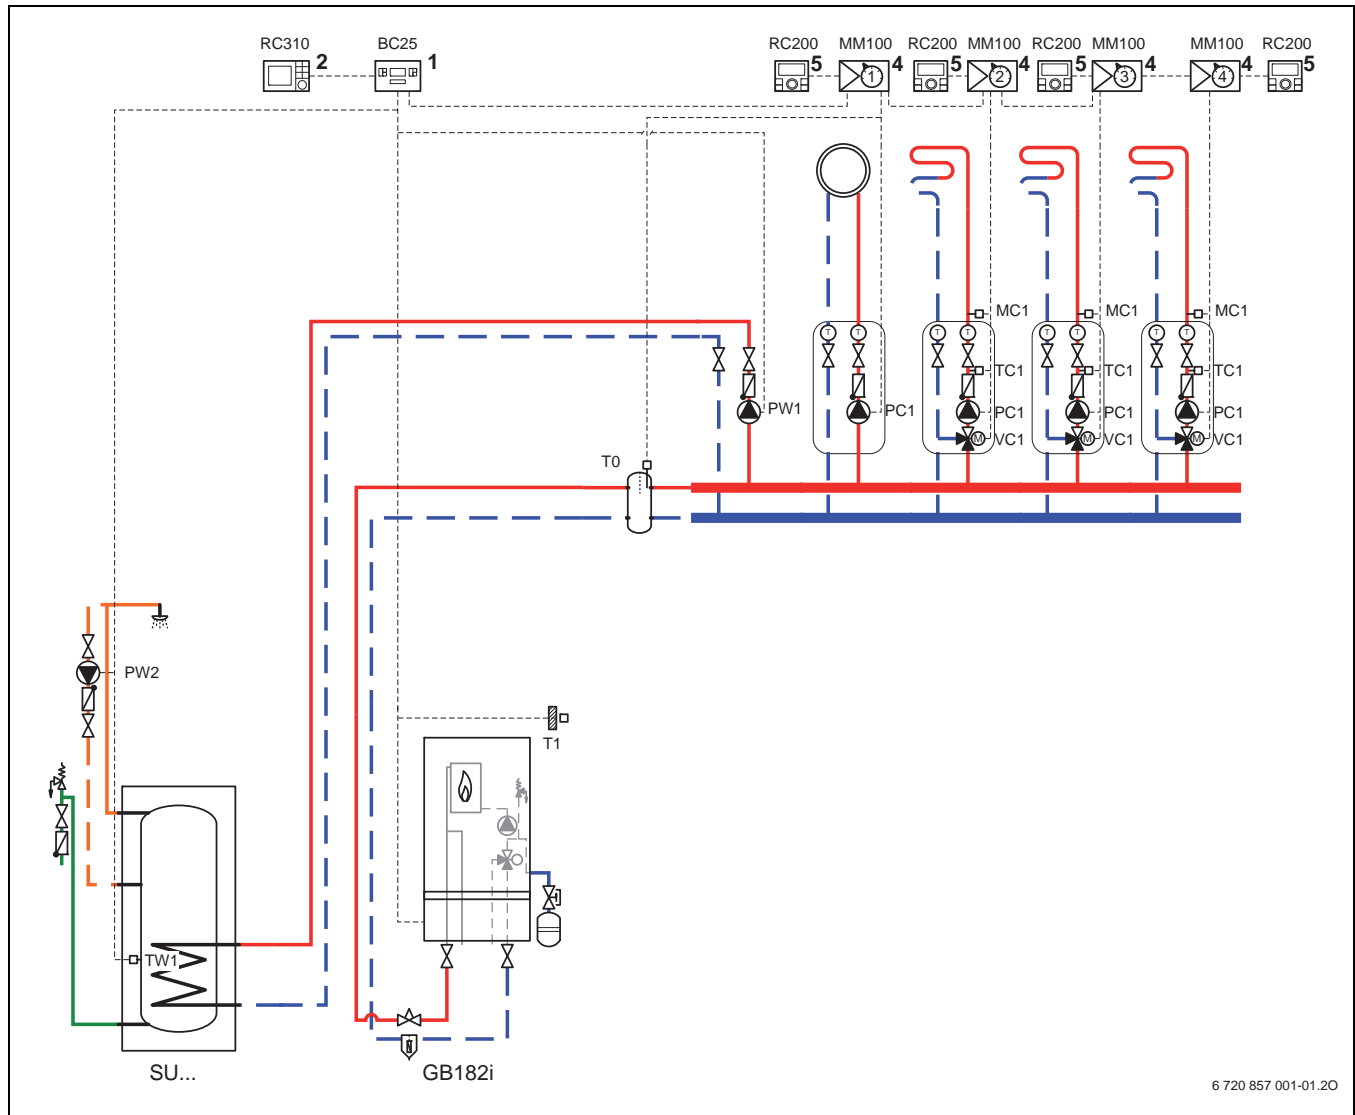 RC310 BC25 RC200 MM100 RC200 MM100 RC200 MM100 MM100 RC200
2 1 5 4 5 4 5 4 4 5
1 2 3 4
MC1 MC1 MC1
T T T T T T T T
TC1 TC1 TC1
PW1 PC1 PC1 PC1 PC1
M VC1 M VC1 M VC1
T0
PW2
T1
TW1
SU...
GB182i
6 720 857 001-01.2O